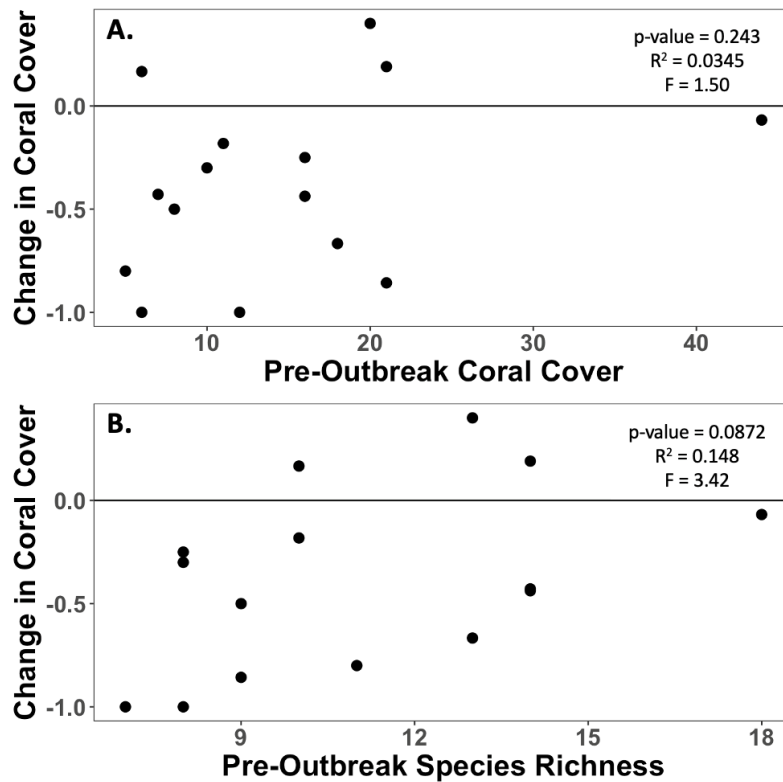 A.
p-value = 0.243
R² = 0.0345
F = 1.50
Change in Coral Cover
0.0
-0.5
-1.0
10 20 30 40
Pre-Outbreak Coral Cover
B.
p-value = 0.0872
R² = 0.148
F = 3.42
Change in Coral Cover
0.0
-0.5
-1.0
9 12 15 18
Pre-Outbreak Species Richness